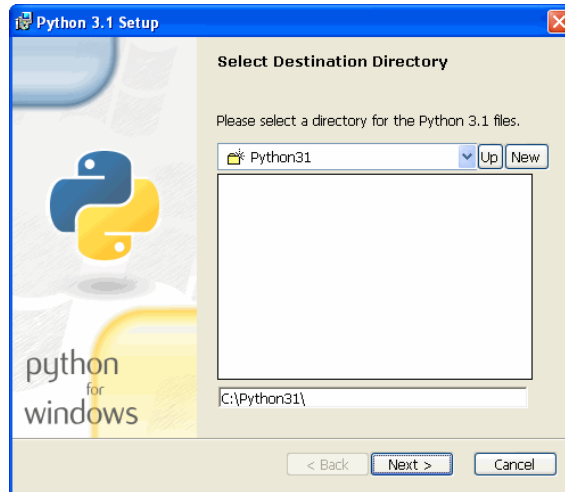 Python 3.1 Setup
Select Destination Directory
Please select a directory for the Python 3.1 files.
Python31
Up
New
C:\Python31\
python
for
windows
< Back
Next >
Cancel